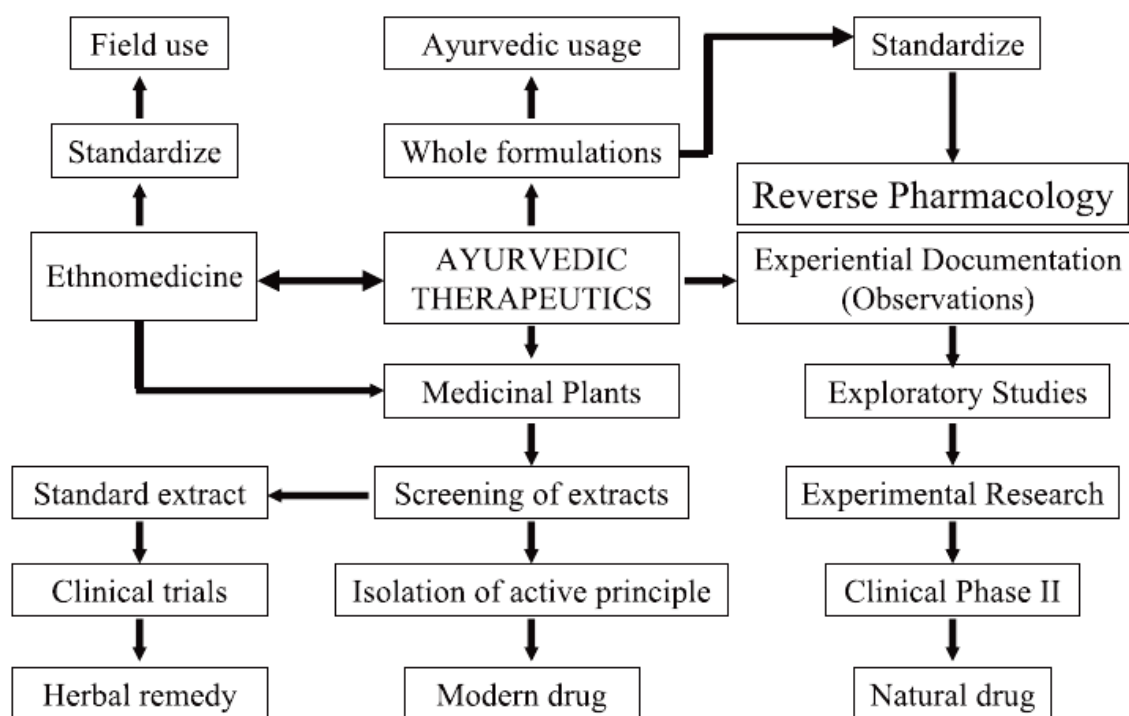 Field use
Ayurvedic usage
Standardize
Standardize
Whole formulations
Reverse Pharmacology
Ethnomedicine
AYURVEDIC
THERAPEUTICS
Experiential Documentation
(Observations)
Medicinal Plants
Exploratory Studies
Standard extract
Screening of extracts
Experimental Research
Clinical trials
Isolation of active principle
Clinical Phase II
Herbal remedy
Modern drug
Natural drug